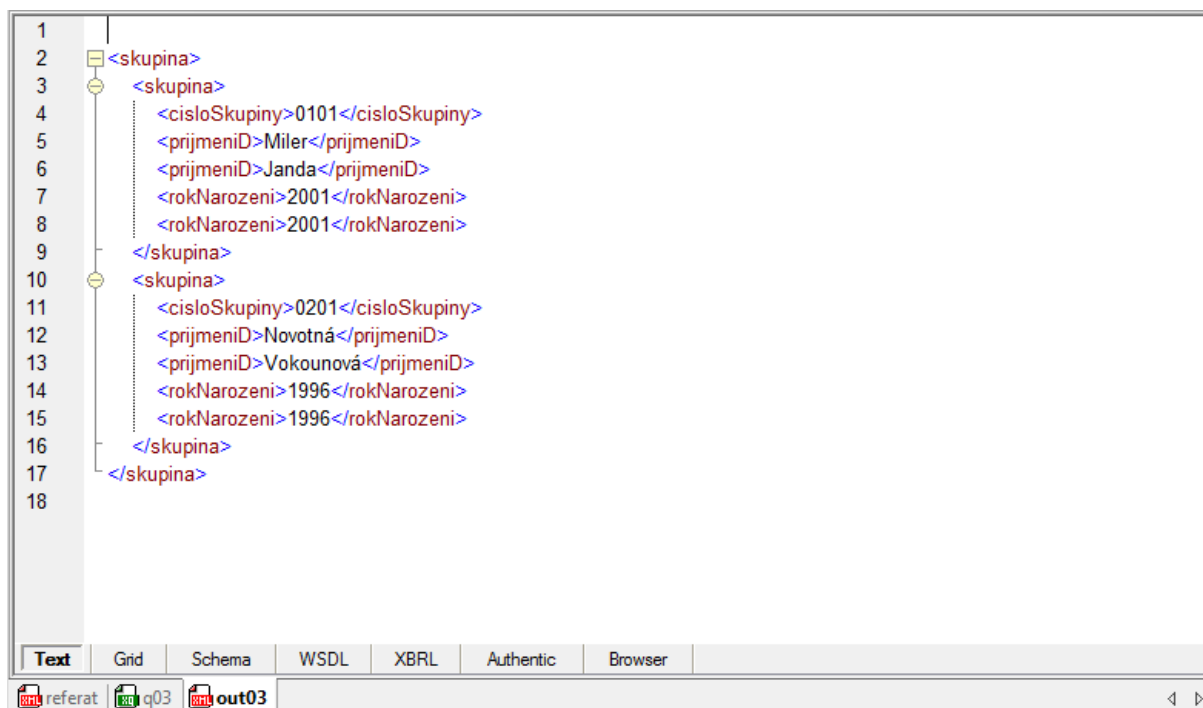 1
2 <skupina>
3 <skupina>
4 <cisloSkupiny>0101</cisloSkupiny>
5 <prijmeniD>Miler</prijmeniD>
6 <prijmeniD>Janda</prijmeniD>
7 <rokNarozeni>2001</rokNarozeni>
8 <rokNarozeni>2001</rokNarozeni>
9 </skupina>
10 <skupina>
11 <cisloSkupiny>0201</cisloSkupiny>
12 <prijmeniD>Novotná</prijmeniD>
13 <prijmeniD>Vokounová</prijmeniD>
14 <rokNarozeni>1996</rokNarozeni>
15 <rokNarozeni>1996</rokNarozeni>
16 </skupina>
17 </skupina>
18
Text Grid Schema WSDL XBRL Authentic Browser
XML referat XQ q03 XML out03